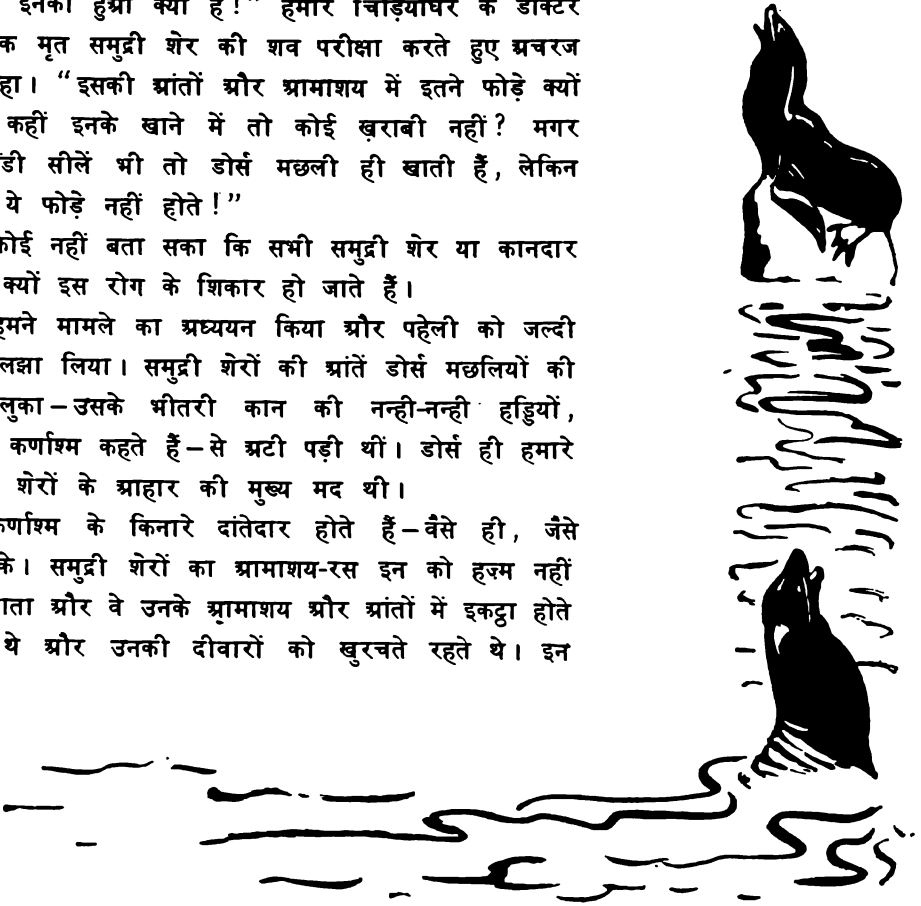 इनको हुआ क्या है!” हमारे चिड़ियाघर के डाक्टर
क मृत समुद्री शेर की शव परीक्षा करते हुए अचरज
हा। “इसकी आंतों और आमाशय में इतने फोड़े क्यों
कहीं इनके खाने में तो कोई ख़राबी नहीं? मगर
डी सीलें भी तो डोर्स मछली ही खाती हैं, लेकिन
ये फोड़े नहीं होते!”
कोई नहीं बता सका कि सभी समुद्री शेर या कानदार
क्यों इस रोग के शिकार हो जाते हैं।
हमने मामले का अध्ययन किया और पहेली को जल्दी
लझा लिया। समुद्री शेरों की आंतें डोर्स मछलियों की
लुका – उसके भीतरी कान की नन्ही-नन्ही हड्डियों,
कर्णाश्म कहते हैं – से अटी पड़ी थीं। डोर्स ही हमारे
शेरों के आहार की मुख्य मद थी।
कर्णाश्म के किनारे दांतेदार होते हैं – वैसे ही, जैसे
के। समुद्री शेरों का आमाशय-रस इन को हज़्म नहीं
ाता और वे उनके आमाशय और आंतों में इकट्ठा होते
थे और उनकी दीवारों को खुरचते रहते थे। इन